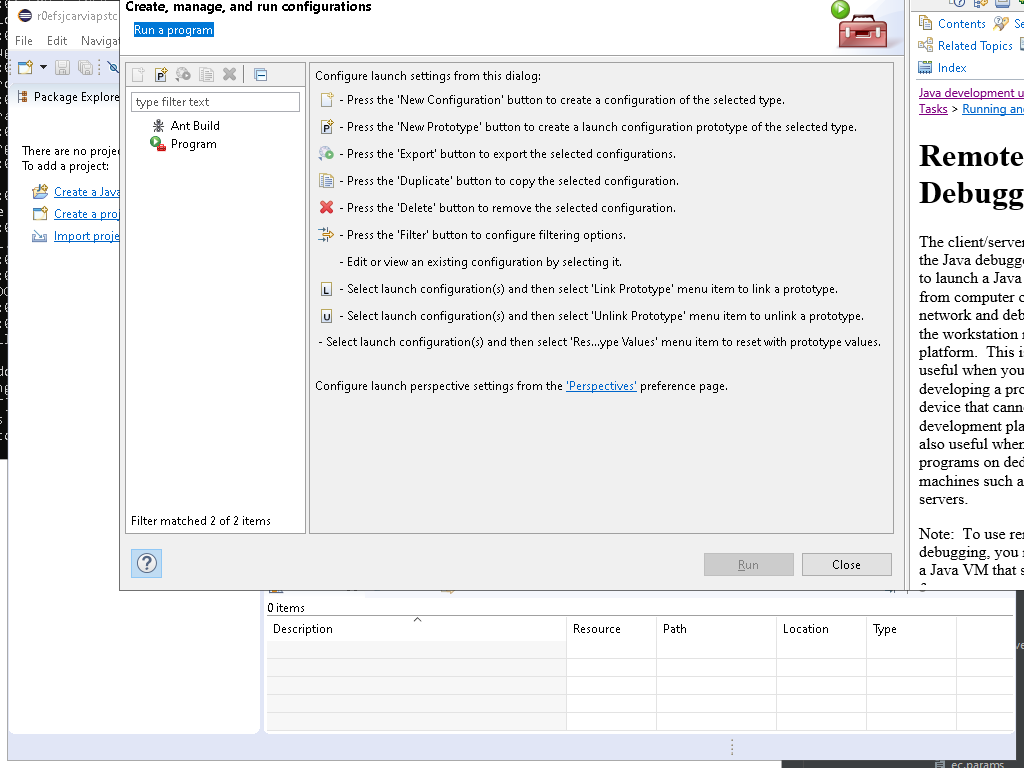 Create, manage, and run configurations
r0efsjcarviapstc
Run a program
File Edit Naviga
Package Explore
type filter text
Ant Build
Program
Filter matched 2 of 2 items
There are no proje
To add a project:
Create a Java
Create a proj
Import proje
Configure launch settings from this dialog:
- Press the 'New Configuration' button to create a configuration of the selected type.
- Press the 'New Prototype' button to create a launch configuration prototype of the selected type.
- Press the 'Export' button to export the selected configurations.
- Press the 'Duplicate' button to copy the selected configuration.
- Press the 'Delete' button to remove the selected configuration.
- Press the 'Filter' button to configure filtering options.
- Edit or view an existing configuration by selecting it.
L - Select launch configuration(s) and then select 'Link Prototype' menu item to link a prototype.
U - Select launch configuration(s) and then select 'Unlink Prototype' menu item to unlink a prototype.
- Select launch configuration(s) and then select 'Res...ype Values' menu item to reset with prototype values.
Configure launch perspective settings from the 'Perspectives' preference page.
Run
Close
Contents Se
Related Topics
Index
Java development u
Tasks > Running and
Remote
Debugg
The client/server
the Java debugge
to launch a Java
from computer o
network and deb
the workstation r
platform. This is
useful when you
developing a pro
device that canno
development pla
also useful when
programs on ded
machines such a
servers.
Note: To use rem
debugging, you r
a Java VM that s
0 items
Description Resource Path Location Type
ec.params